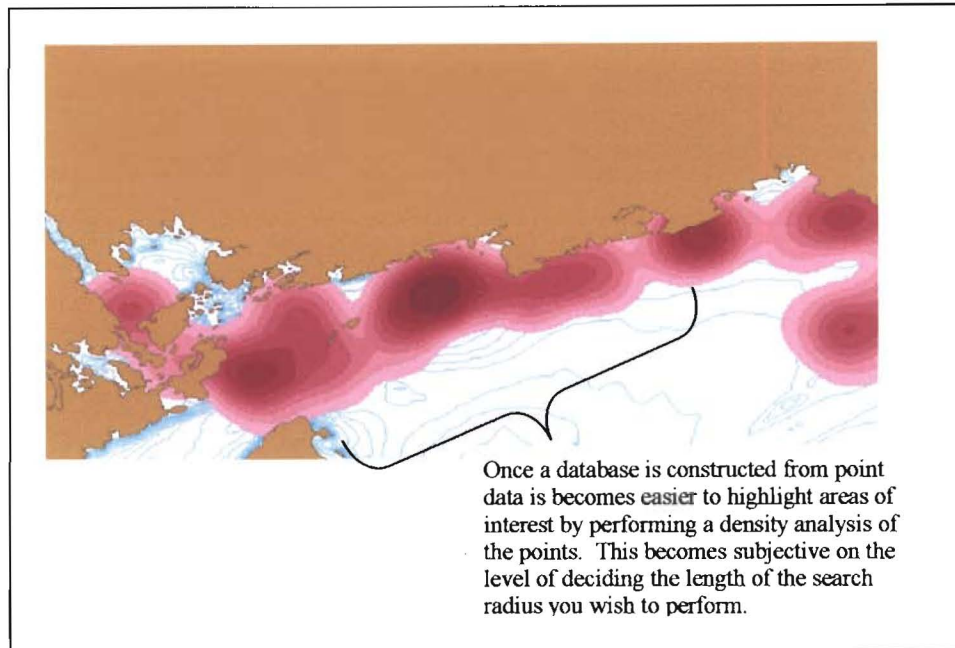 Once a database is constructed from point
data is becomes easier to highlight areas of
interest by performing a density analysis of
the points.  This becomes subjective on the
level of deciding the length of the search
radius you wish to perform.